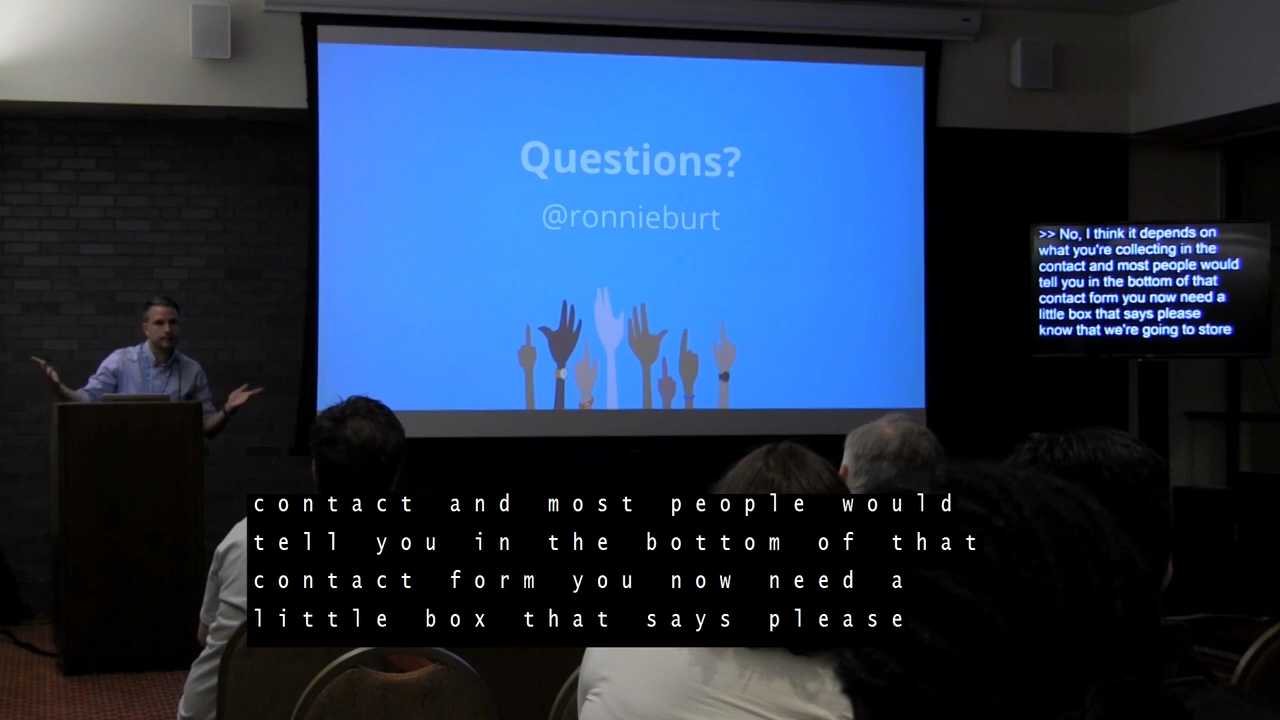 Questions?
@ronnieburt
>> No, I think it depends on
what you're collecting in the
contact and most people would
tell you in the bottom of that
contact form you now need a
little box that says please
know that we're going to store
contact and most people would
tell you in the bottom of that
contact form you now need a
little box that says please